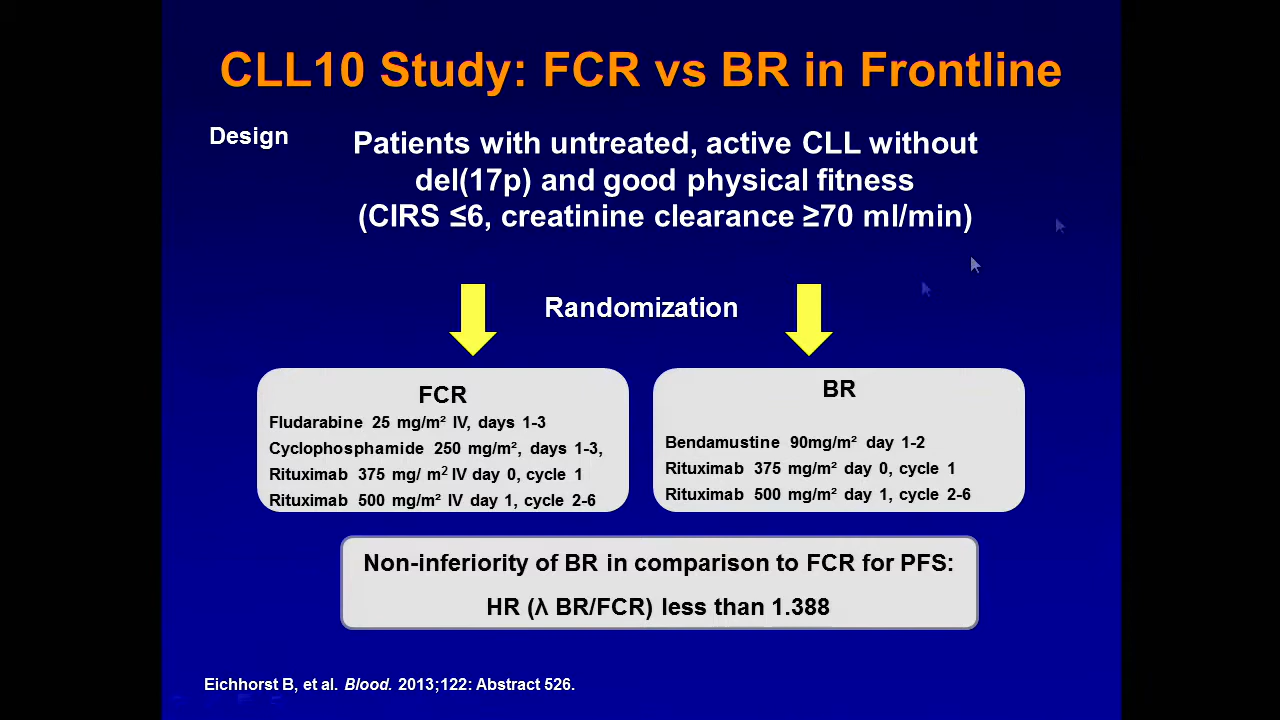 CLL10 Study: FCR vs BR in Frontline
Design
Patients with untreated, active CLL without
del(17p) and good physical fitness
(CIRS ≤6, creatinine clearance ≥70 ml/min)
Randomization
FCR
Fludarabine 25 mg/m² IV, days 1-3
Cyclophosphamide 250 mg/m², days 1-3,
Rituximab 375 mg/ m² IV day 0, cycle 1
Rituximab 500 mg/m² IV day 1, cycle 2-6
BR
Bendamustine 90mg/m² day 1-2
Rituximab 375 mg/m² day 0, cycle 1
Rituximab 500 mg/m² day 1, cycle 2-6
Non-inferiority of BR in comparison to FCR for PFS:
HR (λ BR/FCR) less than 1.388
Eichhorst B, et al. Blood. 2013;122: Abstract 526.